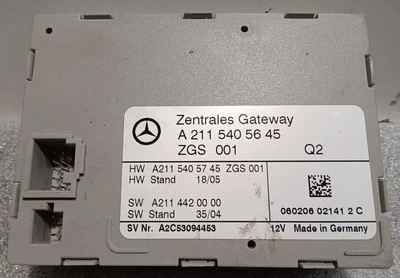 Zentrales Gateway
A 211 540 56 45
ZGS 001 Q2
HW A211 540 57 45 ZGS 001
HW Stand 18/05
SW A211 442 00 00
SW Stand 35/04
060206 02141 2 C
SV Nr. A2C53094453 12V Made in Germany